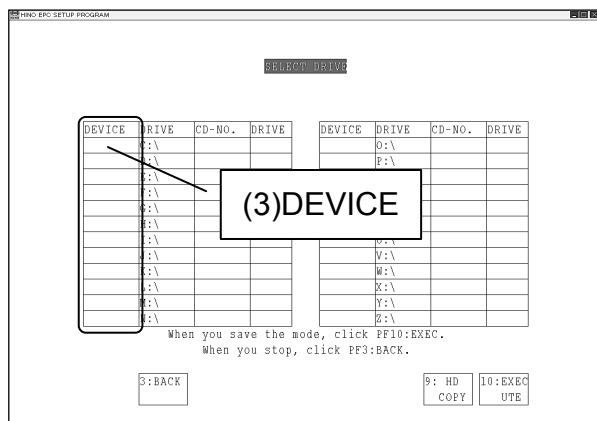 HINO EPC SETUP PROGRAM
SELECT DRIVE
DEVICE DRIVE CD-NO. DRIVE DEVICE DRIVE CD-NO. DRIVE
C:\ O:\
D:\ P:\
E:\
F:\
G:\
(3)DEVICE
H:\
I:\
J:\ V:\
K:\ W:\
L:\ X:\
M:\ Y:\
N:\ Z:\
When you save the mode, click PF10:EXEC.
When you stop, click PF3:BACK.
3:BACK 9: HD 10:EXEC
COPY UTE